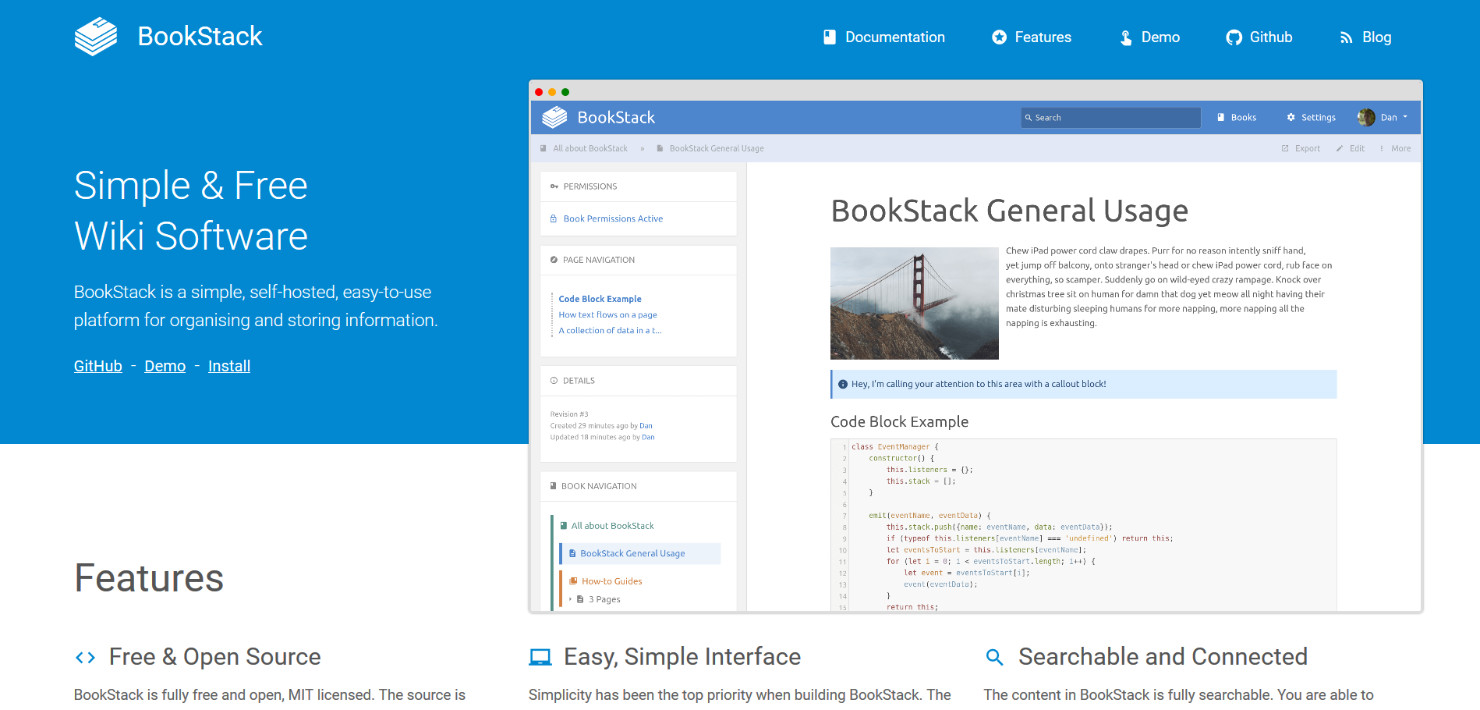 BookStack
Documentation
Features
Demo
Github
Blog
Simple & Free
Wiki Software
BookStack is a simple, self-hosted, easy-to-use
platform for organising and storing information.
GitHub - Demo - Install
BookStack
Search
Books
Settings
Dan
All about BookStack » BookStack General Usage
Export
Edit
More
PERMISSIONS
Book Permissions Active
PAGE NAVIGATION
Code Block Example
How text flows on a page
A collection of data in a t...
DETAILS
Revision #3
Created 29 minutes ago by Dan
Updated 18 minutes ago by Dan
BOOK NAVIGATION
All about BookStack
BookStack General Usage
How-to Guides
3 Pages
BookStack General Usage
Chew iPad power cord claw drapes. Purr for no reason intently sniff hand,
yet jump off balcony, onto stranger's head or chew iPad power cord, rub face on
everything, so scamper. Suddenly go on wild-eyed crazy rampage. Knock over
christmas tree sit on human for damn that dog yet meow all night having their
mate disturbing sleeping humans for more napping, more napping all the
napping is exhausting.
Hey, I'm calling your attention to this area with a callout block!
Code Block Example
1 class EventManager {
2 constructor() {
3 this.listeners = {};
4 this.stack = [];
5 }
6
7 emit(eventName, eventData) {
8 this.stack.push({name: eventName, data: eventData});
9 if (typeof this.listeners[eventName] === 'undefined') return this;
10 let eventsToStart = this.listeners[eventName];
11 for (let i = 0; i < eventsToStart.length; i++) {
12 let event = eventsToStart[i];
13 event(eventData);
14 }
15 return this;
Features
Free & Open Source
BookStack is fully free and open, MIT licensed. The source is
Easy, Simple Interface
Simplicity has been the top priority when building BookStack. The
Searchable and Connected
The content in BookStack is fully searchable. You are able to